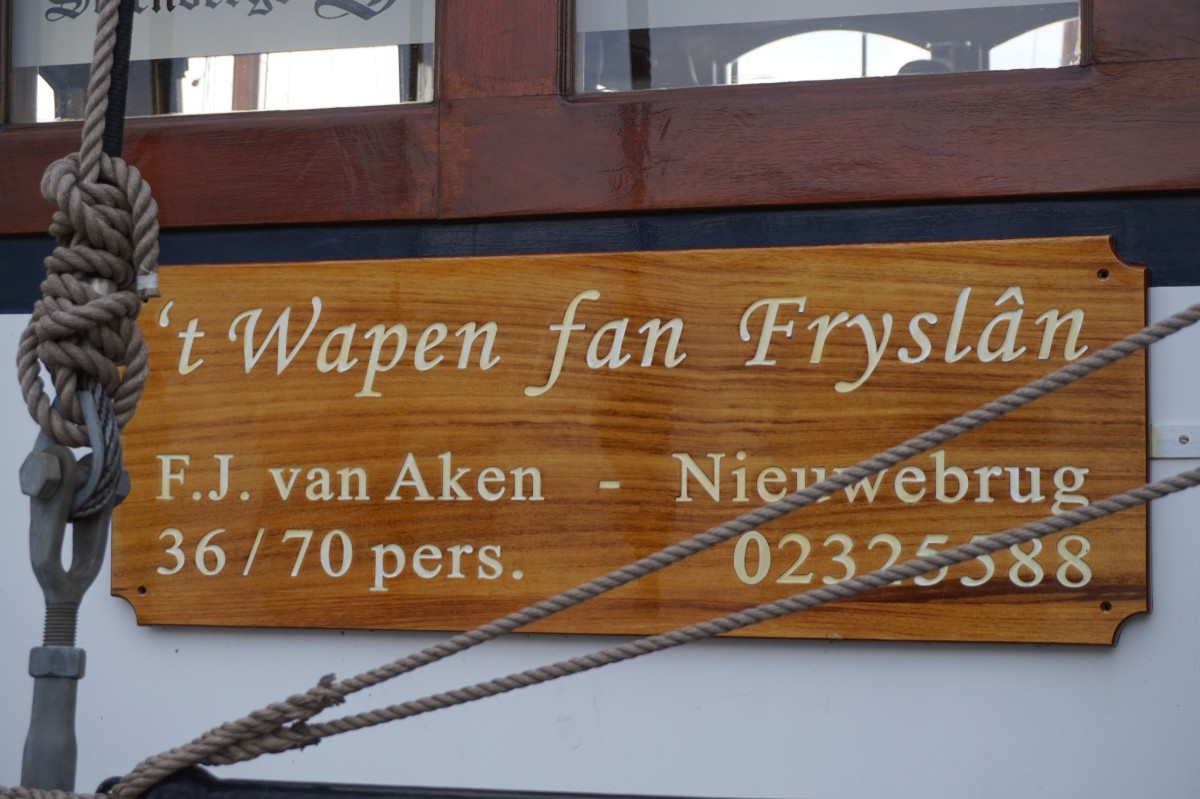 't Wapen fan Fryslân
F.J. van Aken - Nieuwebrug
36 / 70 pers. 02325588